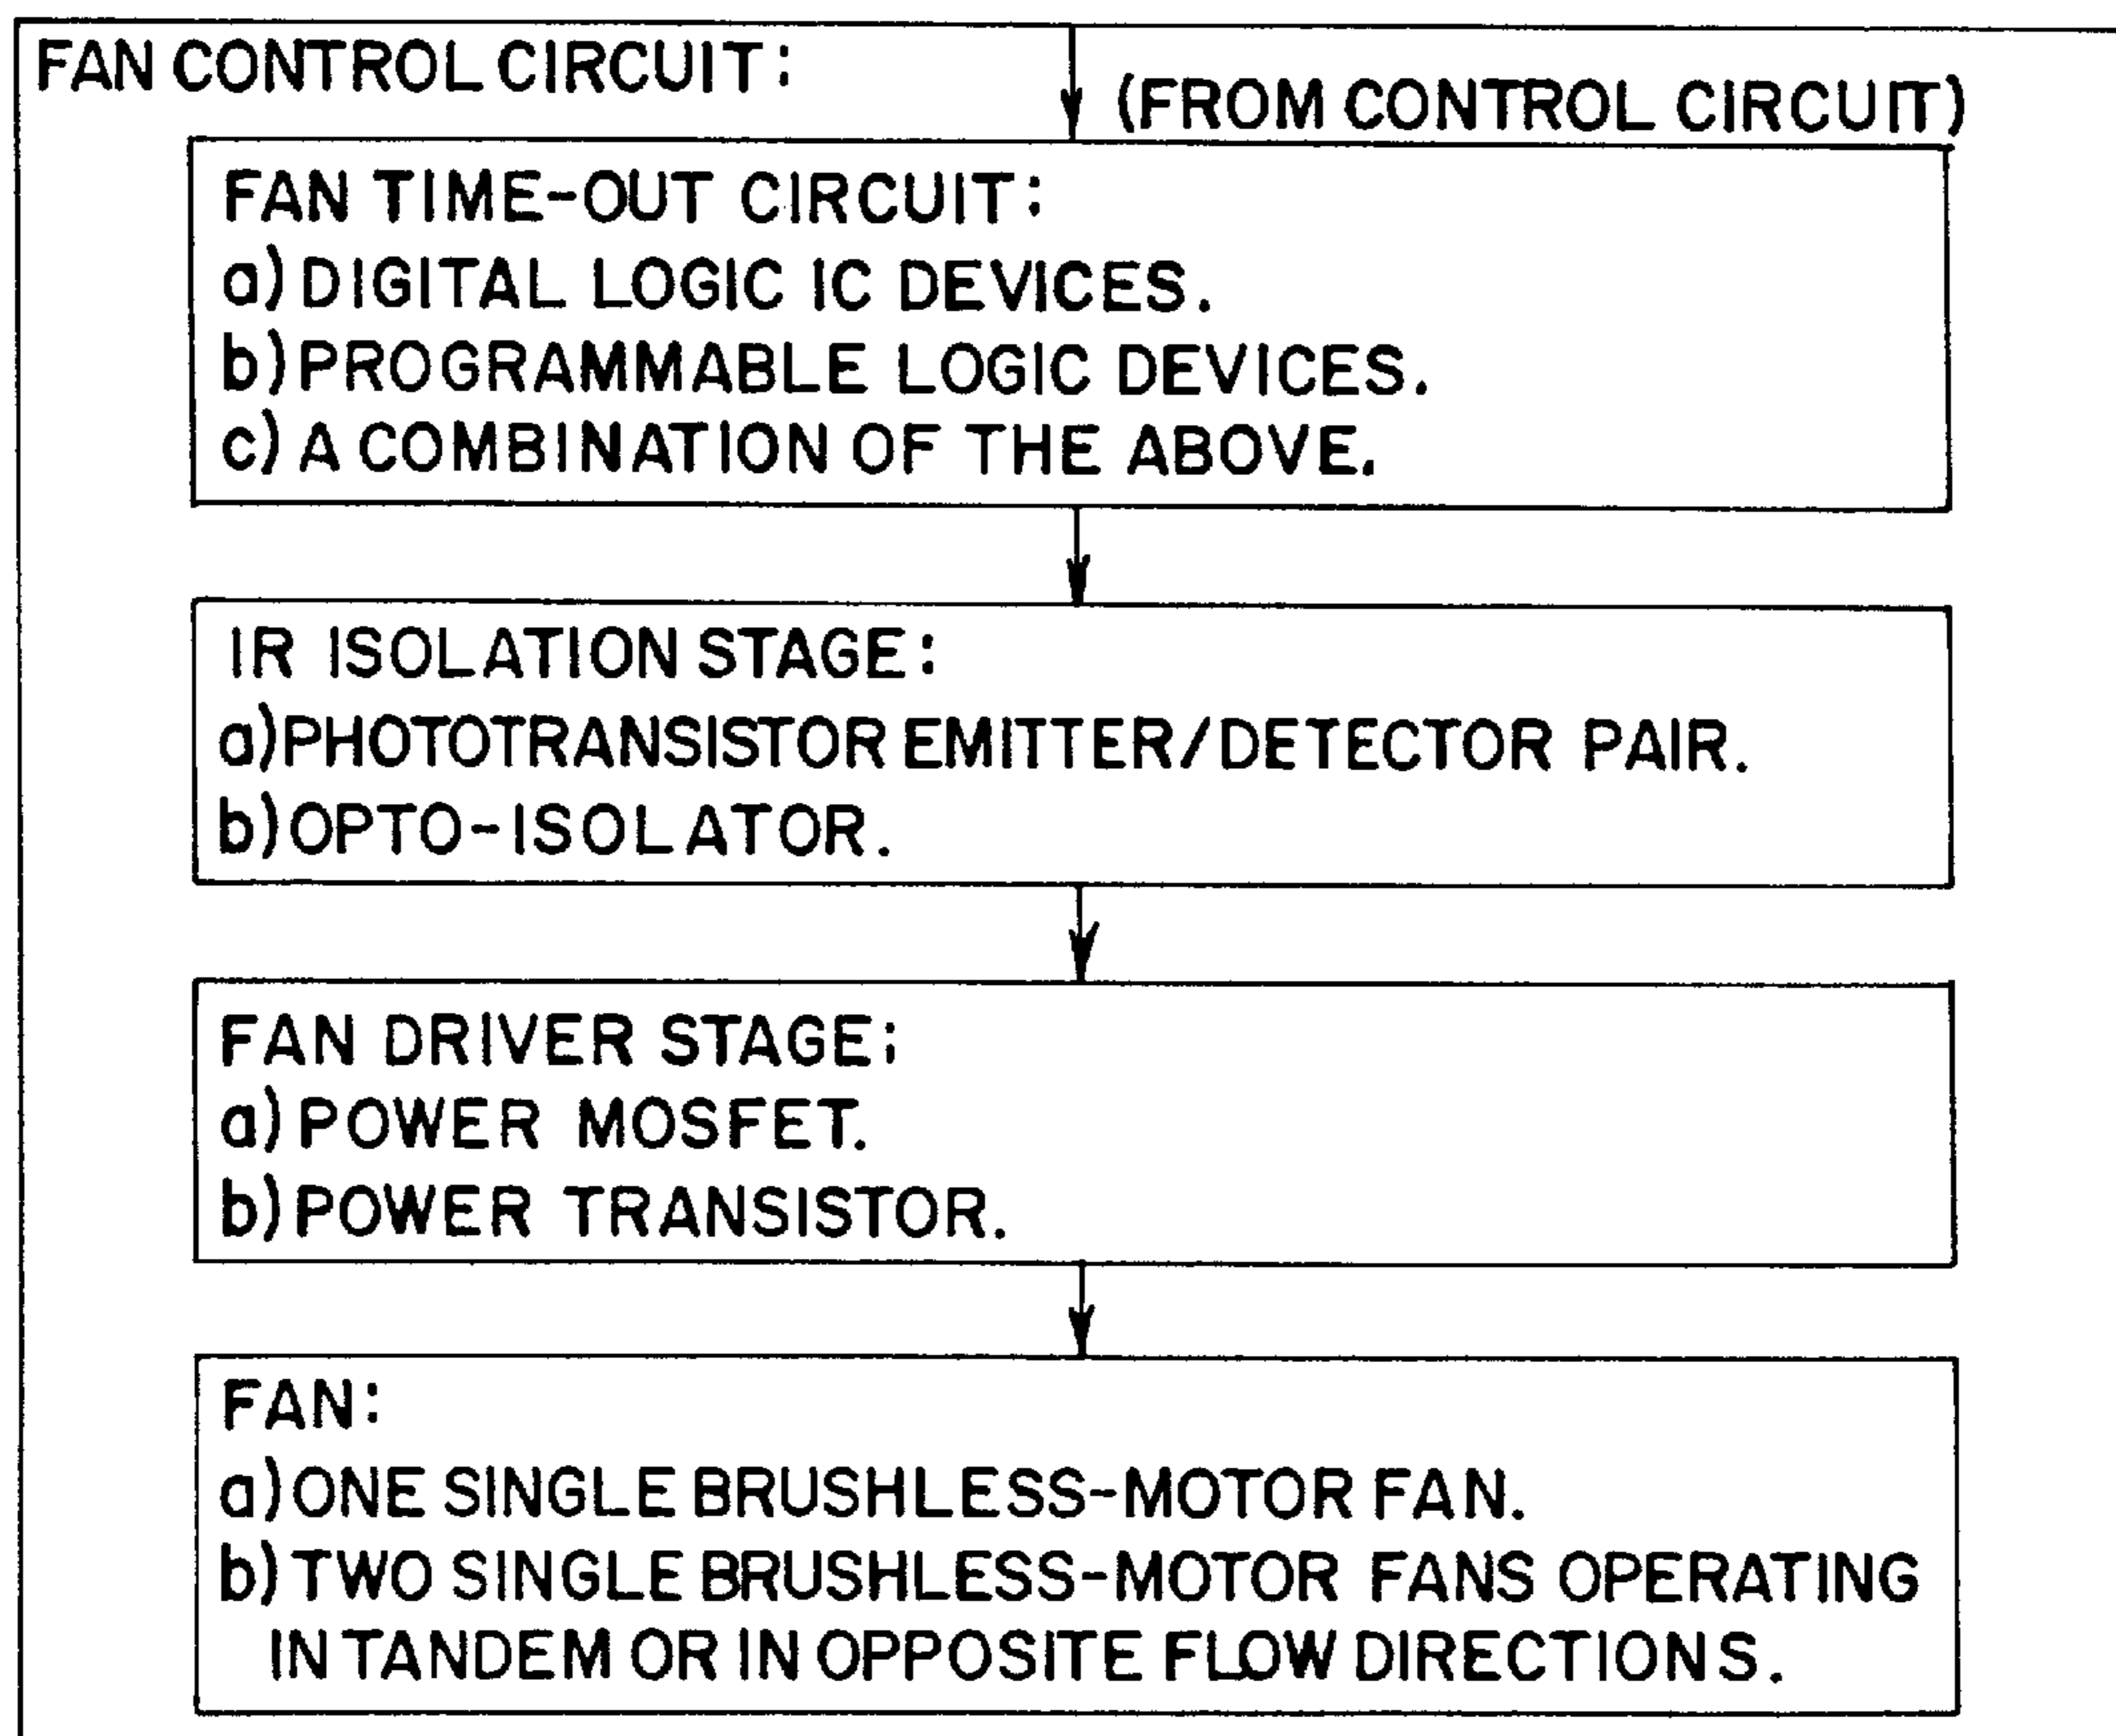 FAN CONTROL CIRCUIT:
(FROM CONTROL CIRCUIT)
FAN TIME-OUT CIRCUIT:
a) DIGITAL LOGIC IC DEVICES.
b) PROGRAMMABLE LOGIC DEVICES.
c) A COMBINATION OF THE ABOVE.
IR ISOLATION STAGE:
a) PHOTOTRANSISTOR EMITTER/DETECTOR PAIR.
b) OPTO-ISOLATOR.
FAN DRIVER STAGE:
a) POWER MOSFET.
b) POWER TRANSISTOR.
FAN:
a) ONE SINGLE BRUSHLESS-MOTOR FAN.
b) TWO SINGLE BRUSHLESS-MOTOR FANS OPERATING
IN TANDEM OR IN OPPOSITE FLOW DIRECTIONS.